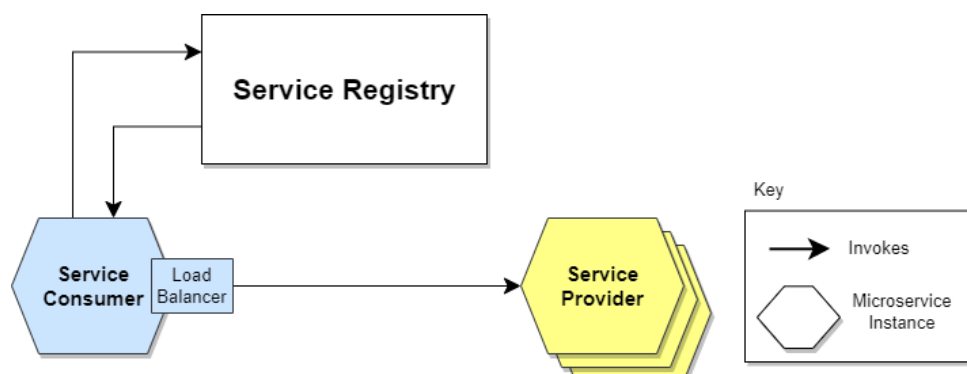 Service Registry
Service
Consumer
Load
Balancer
Service
Provider
Key
Invokes
Microservice
Instance